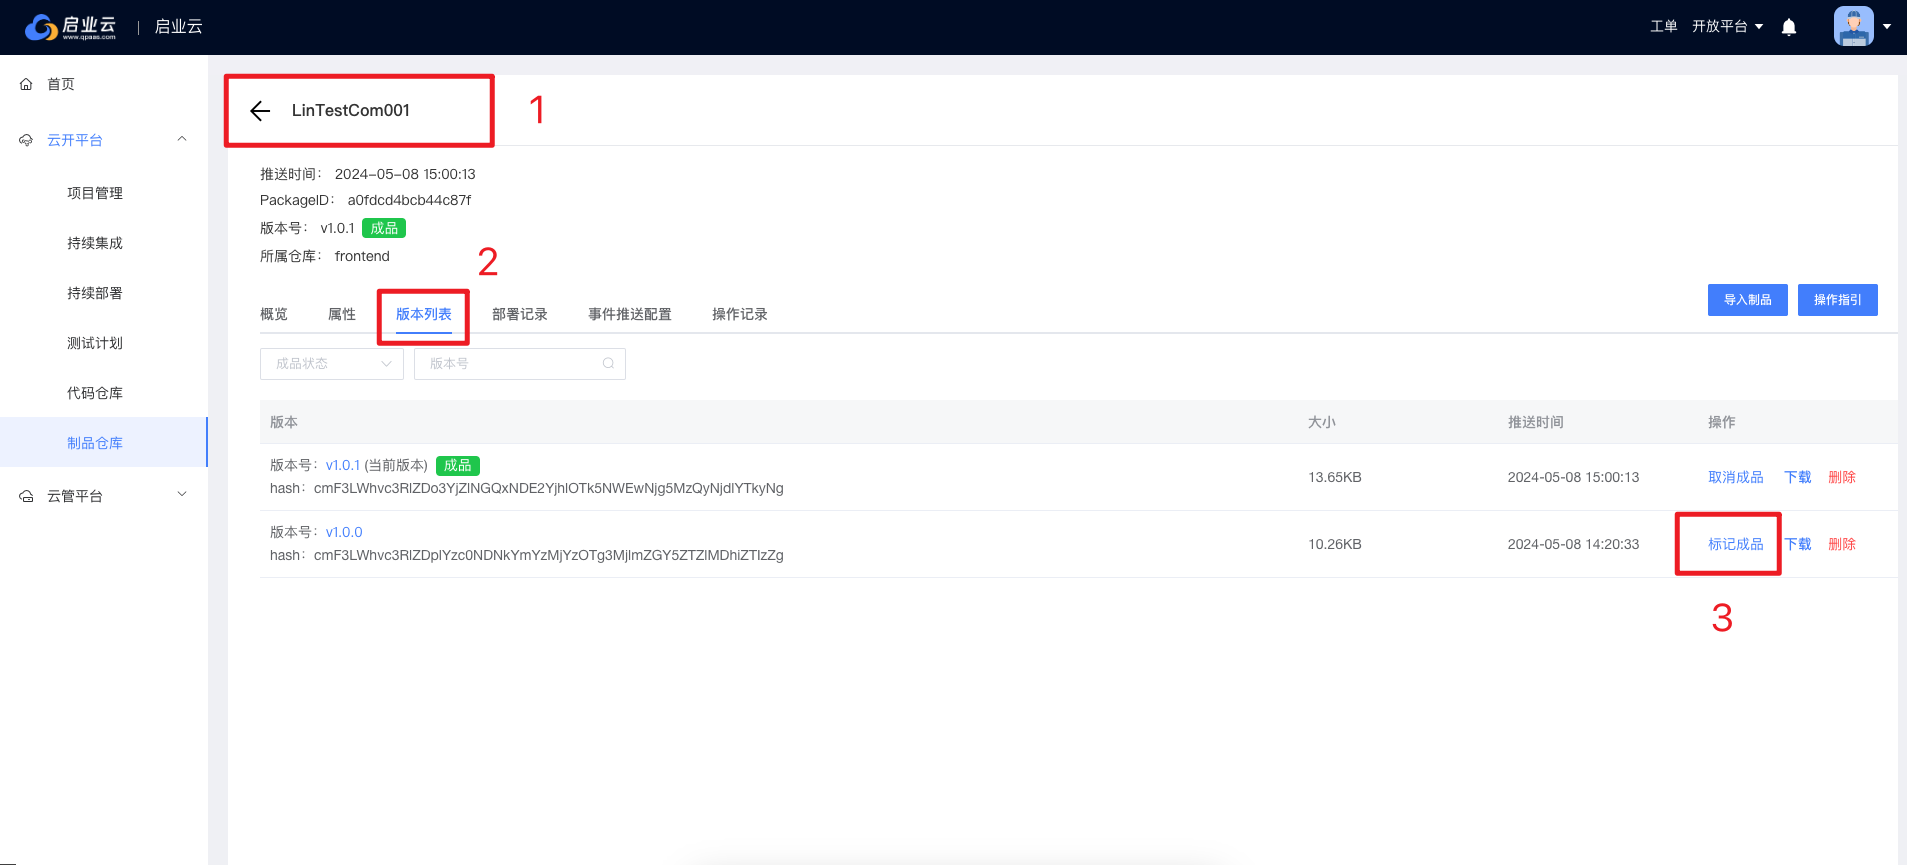 启业云
www.qpaas.com
启业云
工单 开放平台
首页
云开平台
项目管理
持续集成
持续部署
测试计划
代码仓库
制品仓库
云管平台
LinTestCom001
1
推送时间： 2024-05-08 15:00:13
PackageID： a0fdcd4bcb44c87f
版本号： v1.0.1 成品
所属仓库： frontend
2
概览 属性 版本列表 部署记录 事件推送配置 操作记录
导入制品 操作指引
成品状态 版本号
版本 大小 推送时间 操作
版本号： v1.0.1 (当前版本) 成品
hash： cmF3LWhvc3RlZDo3YjZlNGQxNDE2YjhlOTk5NWEwNjg5MzQyNjdlYTkyNg
13.65KB 2024-05-08 15:00:13 取消成品 下载 删除
版本号： v1.0.0
hash： cmF3LWhvc3RlZDplYzc0NDNkYmYzMjYzOTg3MjlmZGY5ZTZlMDhiZTIzZg
10.26KB 2024-05-08 14:20:33 标记成品 下载 删除
3